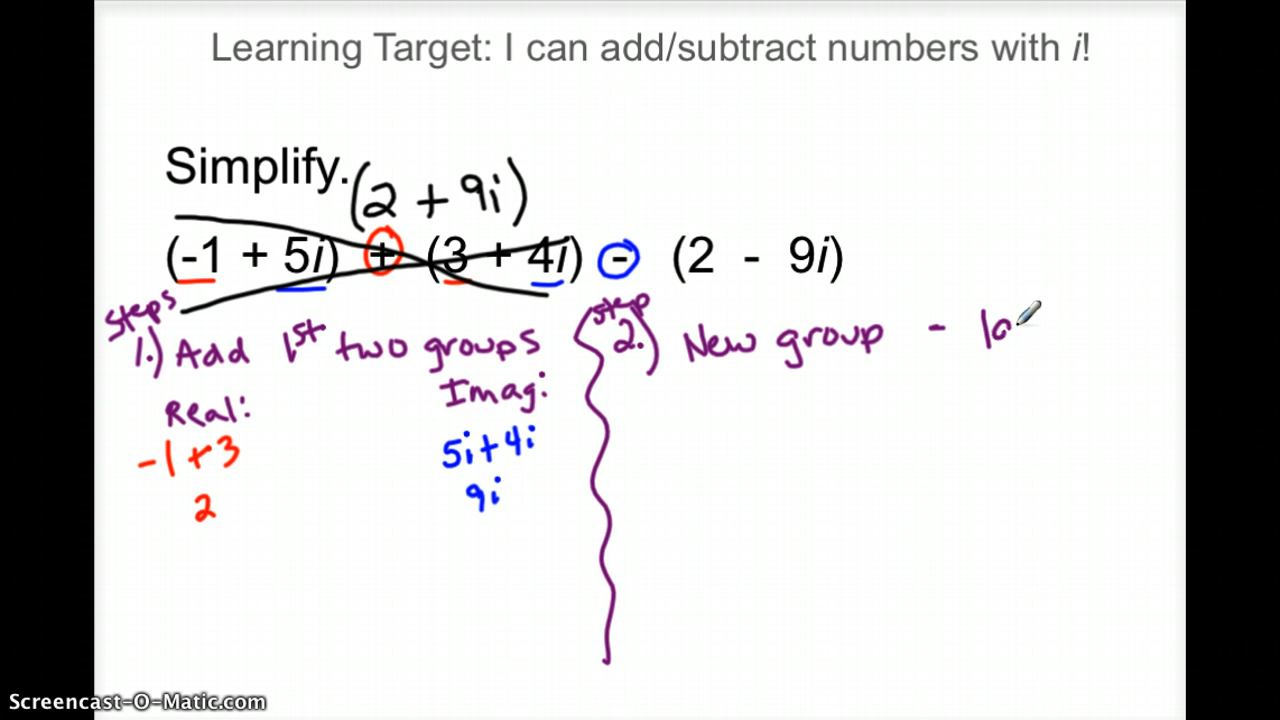 Learning Target: I can add/subtract numbers with i!
Simplify.
(2 + 9i)
(-1 + 5i) + (3 + 4i) - (2 - 9i)
Steps
1.) Add 1st two groups
Real:
-1 + 3
2
Imag:
5i + 4i
9i
Step
2.) New group -
Screencast-O-Matic.com